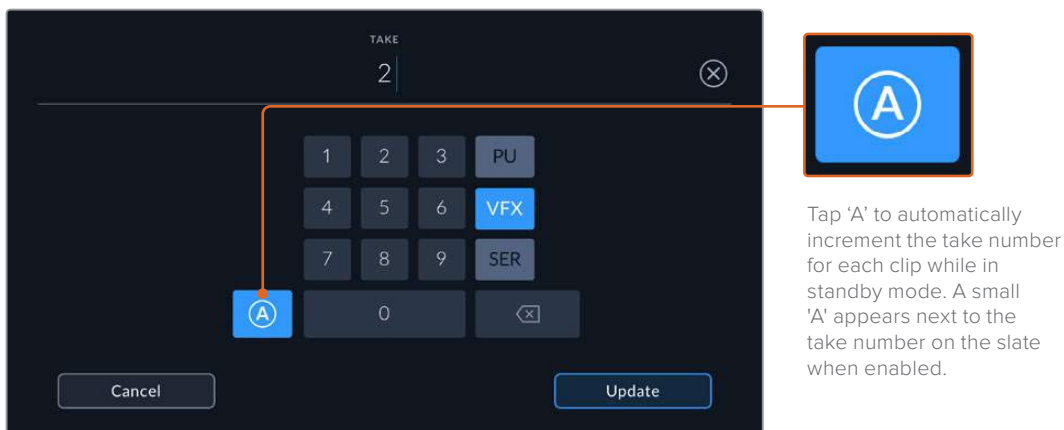 TAKE
2
1 2 3 PU
4 5 6 VFX
7 8 9 SER
A 0
Cancel Update
A
Tap ‘A’ to automatically
increment the take number
for each clip while in
standby mode. A small
'A' appears next to the
take number on the slate
when enabled.